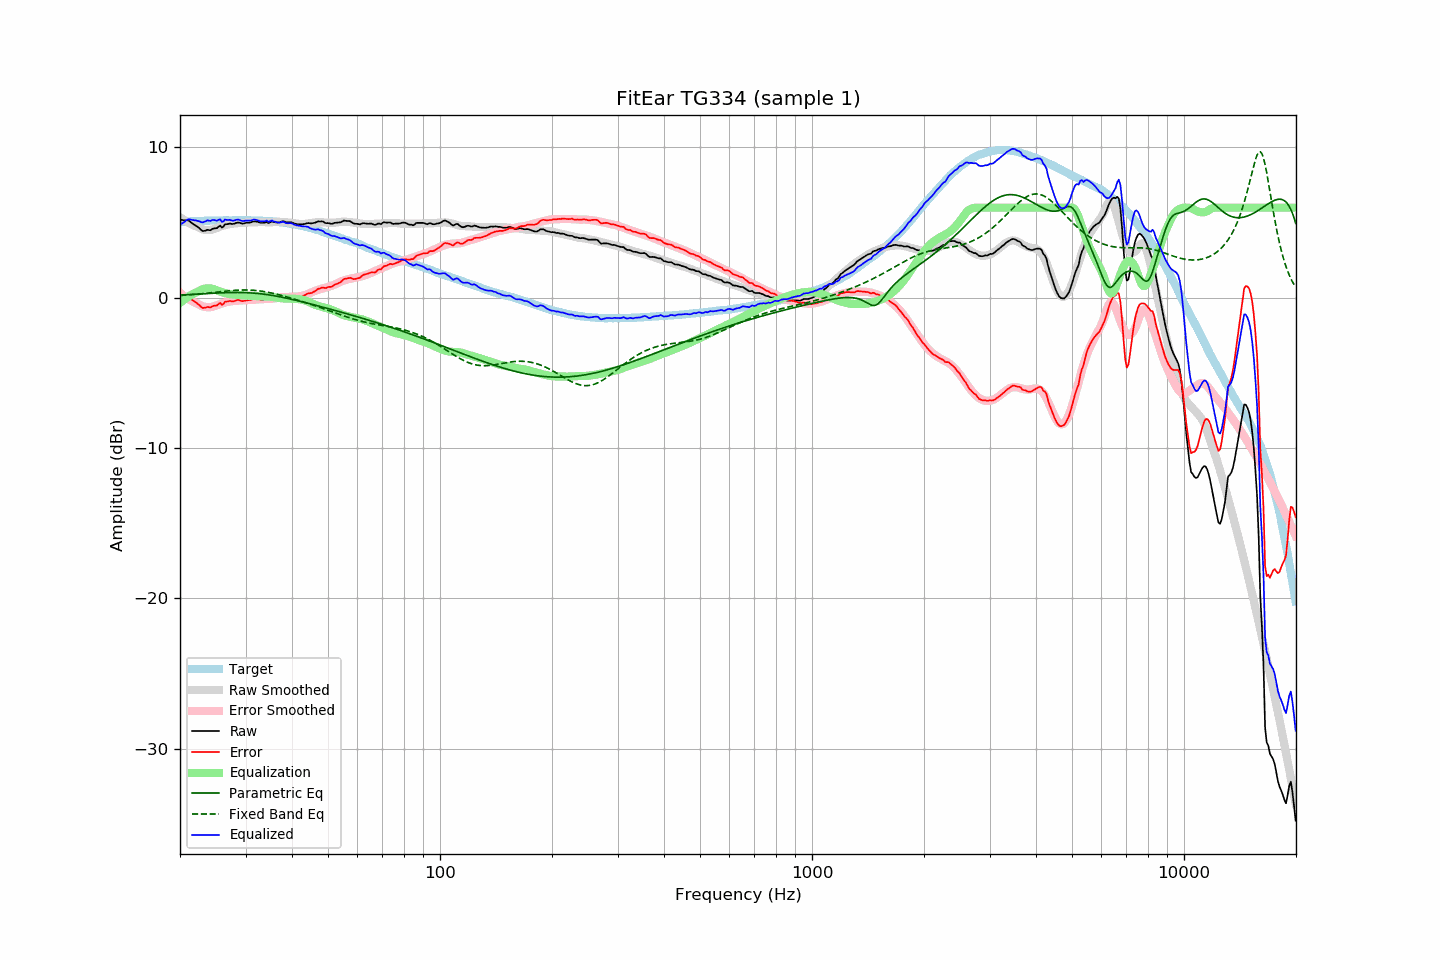 FitEar TG334 (sample 1)
10
0
−10
−20
−30
Amplitude (dBr)
Target
Raw Smoothed
Error Smoothed
Raw
Error
Equalization
Parametric Eq
Fixed Band Eq
Equalized
100
1000
10000
Frequency (Hz)